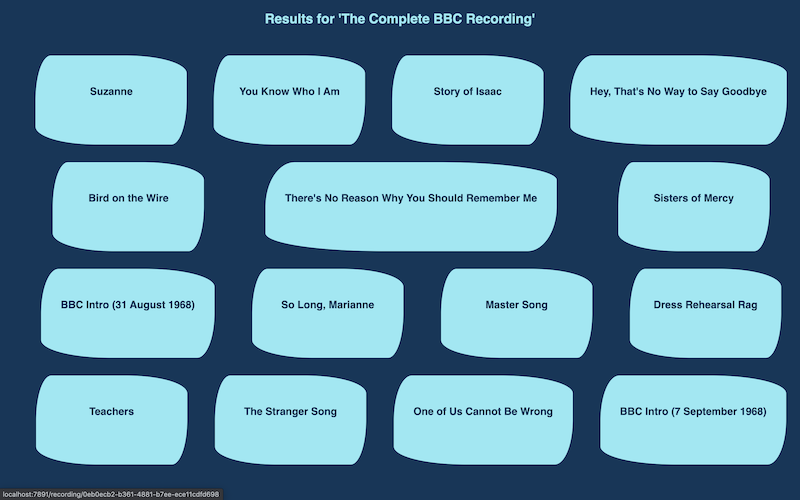 Results for 'The Complete BBC Recording'
Suzanne
You Know Who I Am
Story of Isaac
Hey, That's No Way to Say Goodbye
Bird on the Wire
There's No Reason Why You Should Remember Me
Sisters of Mercy
BBC Intro (31 August 1968)
So Long, Marianne
Master Song
Dress Rehearsal Rag
Teachers
The Stranger Song
One of Us Cannot Be Wrong
BBC Intro (7 September 1968)
localhost:7891/recording/0eb0ecb2-b361-4881-b7ee-ece11cdfd698